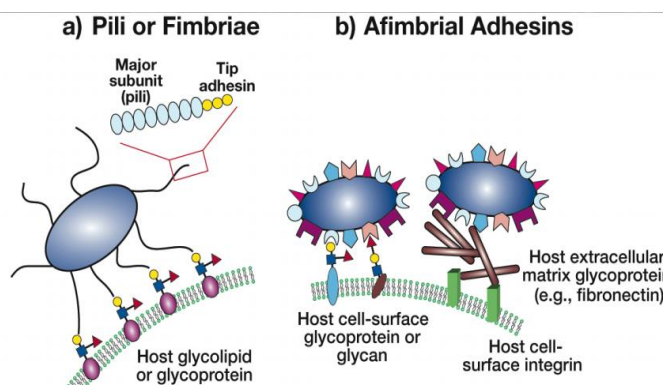 a) Pili or Fimbriae
b) Afimbrial Adhesins
Major
subunit
(pili)
Tip
adhesin
Host glycolipid
or glycoprotein
Host cell-surface
glycoprotein or
glycan
Host extracellular
matrix glycoprotein
(e.g., fibronectin)
Host cell-
surface integrin